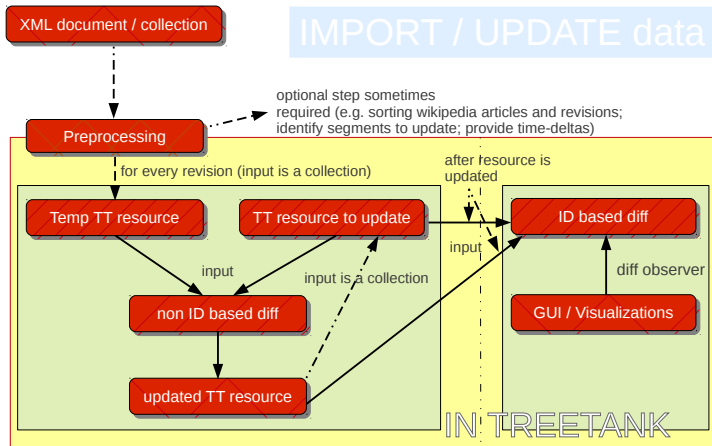 XML document / collection
IMPORT / UPDATE data
optional step sometimes
required (e.g. sorting wikipedia articles and revisions;
identify segments to update; provide time-deltas)
Preprocessing
for every revision (input is a collection)
after resource is
updated
Temp TT resource
TT resource to update
ID based diff
input
input is a collection
input
diff observer
non ID based diff
GUI / Visualizations
updated TT resource
IN TREETANK